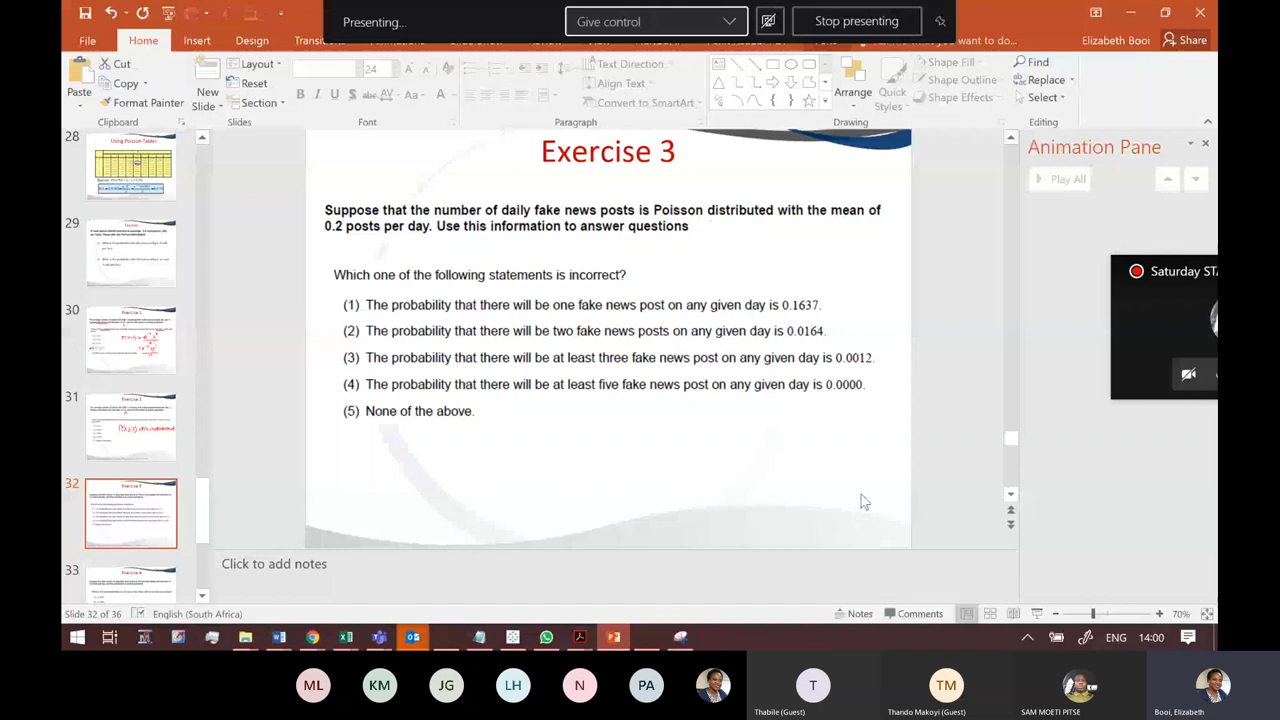 Presenting...
Give control
Stop presenting
File
Home
Insert
Design
Elizabeth Booi
Share
Paste
Cut
Copy
Format Painter
Clipboard
New
Slide
Layout
Reset
Section
Slides
24
Font
Text Direction
Align Text
Convert to SmartArt
Paragraph
Arrange
Quick
Styles
Shape Fill
Shape Outline
Shape Effects
Drawing
Find
Replace
Select
Editing
28
Using Poisson Tables
29
30
31
32
33
Exercise 3
Suppose that the number of daily fake news posts is Poisson distributed with the mean of
0.2 posts per day. Use this information to answer questions
Which one of the following statements is incorrect?
(1) The probability that there will be one fake news post on any given day is 0.1637.
(2) The probability that there will be two fake news posts on any given day is 0.0164.
(3) The probability that there will be at least three fake news post on any given day is 0.0012.
(4) The probability that there will be at least five fake news post on any given day is 0.0000.
(5) None of the above.
Click to add notes
Animation Pane
Play All
Saturday
Slide 32 of 36
English (South Africa)
Notes
Comments
70%
ENG
14:00
ML
KM
JG
LH
N
PA
T
Thabile (Guest)
TM
Thando Makoyi (Guest)
SAM MOETI PITSE
Booi, Elizabeth